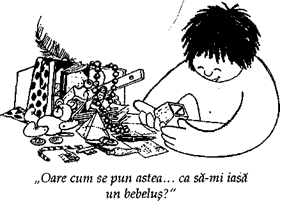 „Oare cum se pun astea... ca să-mi iasă
un bebeluş?”